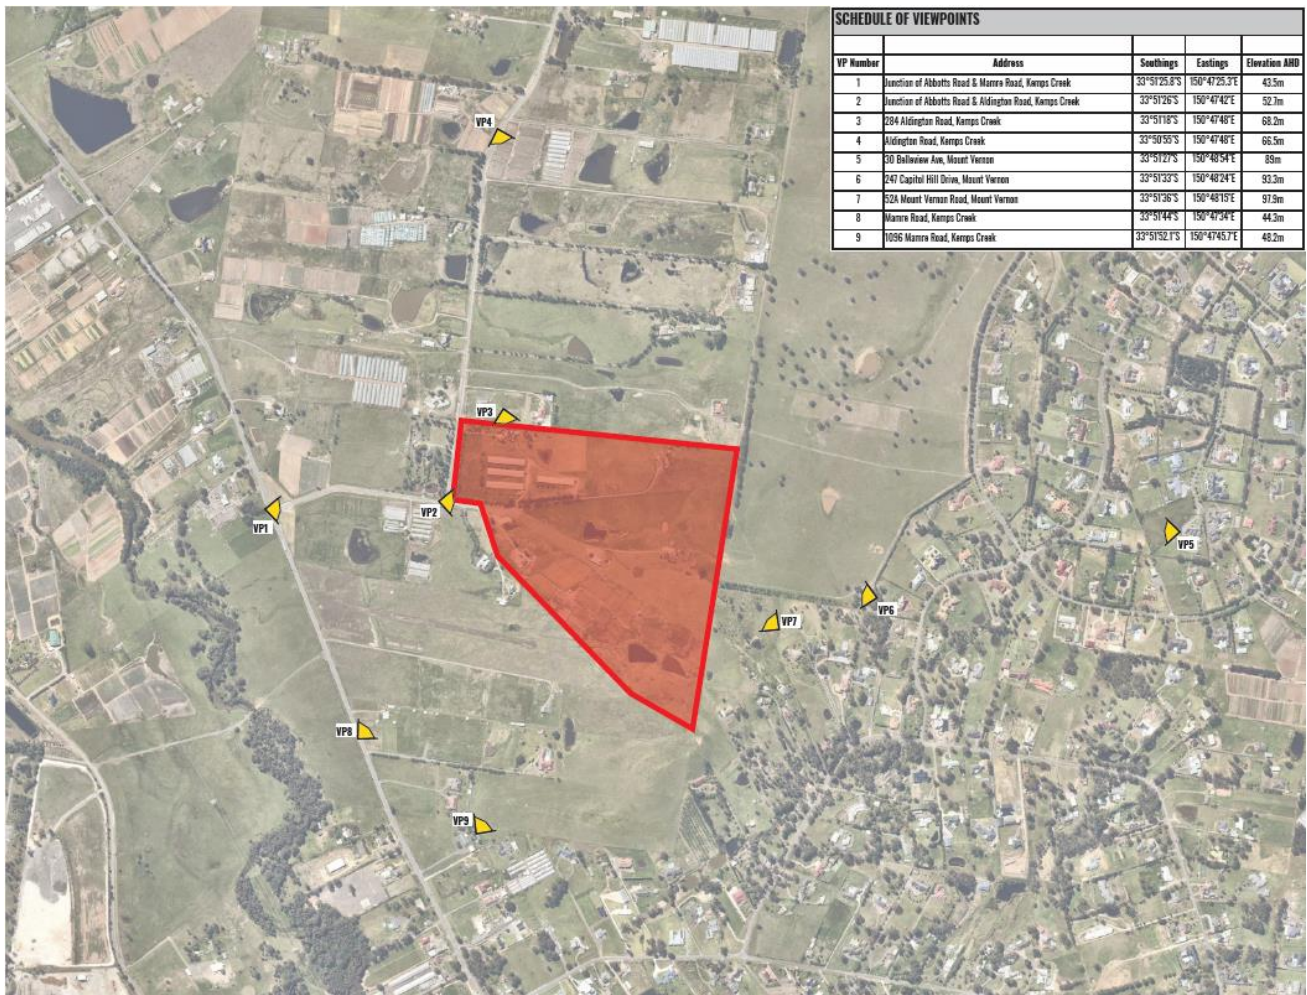 SCHEDULE OF VIEWPOINTS
VP Number Address Southings Eastings Elevation AHD
1 Junction of Abbotts Road & Mamre Road, Kemps Creek 33°51'25.8"S 150°47'25.3"E 43.5m
2 Junction of Abbotts Road & Aldington Road, Kemps Creek 33°51'26"S 150°47'42"E 52.7m
3 284 Aldington Road, Kemps Creek 33°51'18"S 150°47'48"E 68.2m
4 Aldington Road, Kemps Creek 33°50'55"S 150°47'48"E 66.5m
5 30 Belleview Ave, Mount Vernon 33°51'27"S 150°48'54"E 89m
6 247 Capitol Hill Drive, Mount Vernon 33°51'33"S 150°48'24"E 93.3m
7 52A Mount Vernon Road, Mount Vernon 33°51'36"S 150°48'15"E 97.9m
8 Mamre Road, Kemps Creek 33°51'44"S 150°47'34"E 44.3m
9 1096 Mamre Road, Kemps Creek 33°51'52.1"S 150°47'45.7"E 48.2m
VP4
VP3
VP2
VP1
VP5
VP6
VP7
VP8
VP9